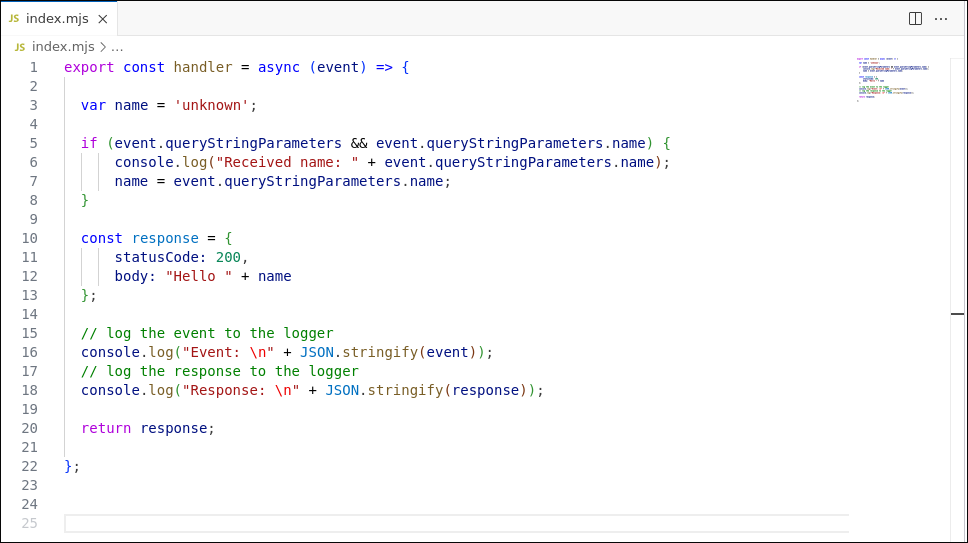 JS index.mjs ×
JS index.mjs > ...
1 export const handler = async (event) => {
2
3   var name = 'unknown';
4
5   if (event.queryStringParameters && event.queryStringParameters.name) {
6       console.log("Received name: " + event.queryStringParameters.name);
7       name = event.queryStringParameters.name;
8   }
9
10   const response = {
11       statusCode: 200,
12       body: "Hello " + name
13   };
14
15   // log the event to the logger
16   console.log("Event: \n" + JSON.stringify(event));
17   // log the response to the logger
18   console.log("Response: \n" + JSON.stringify(response));
19
20   return response;
21
22 };
23
24
25